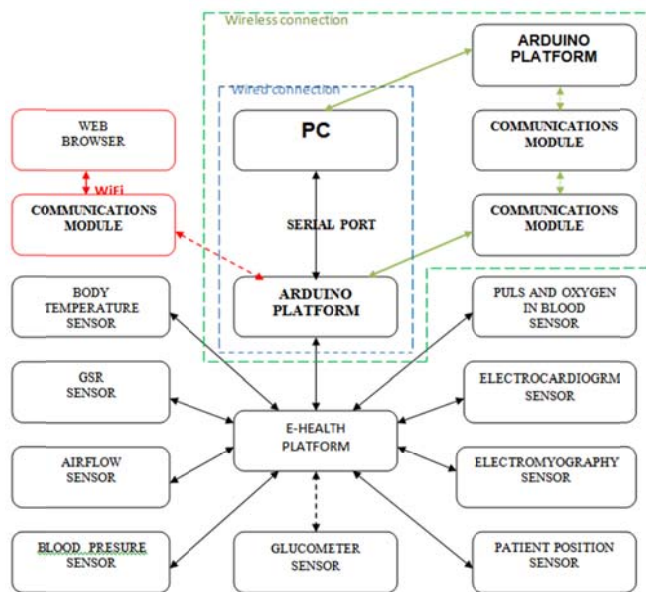 Wireless connection
ARDUINO
PLATFORM
Wired connection
WEB
BROWSER
PC
COMMUNICATIONS
MODULE
WiFi
COMMUNICATIONS
MODULE
COMMUNICATIONS
MODULE
SERIAL PORT
BODY
TEMPERATURE
SENSOR
ARDUINO
PLATFORM
PULS AND OXYGEN
IN BLOOD
SENSOR
GSR
SENSOR
ELECTROCARDIOGRM
SENSOR
E-HEALTH
PLATFORM
AIRFLOW
SENSOR
ELECTROMYOGRAPHY
SENSOR
BLOOD PRESURE
SENSOR
GLUCOMETER
SENSOR
PATIENT POSITION
SENSOR